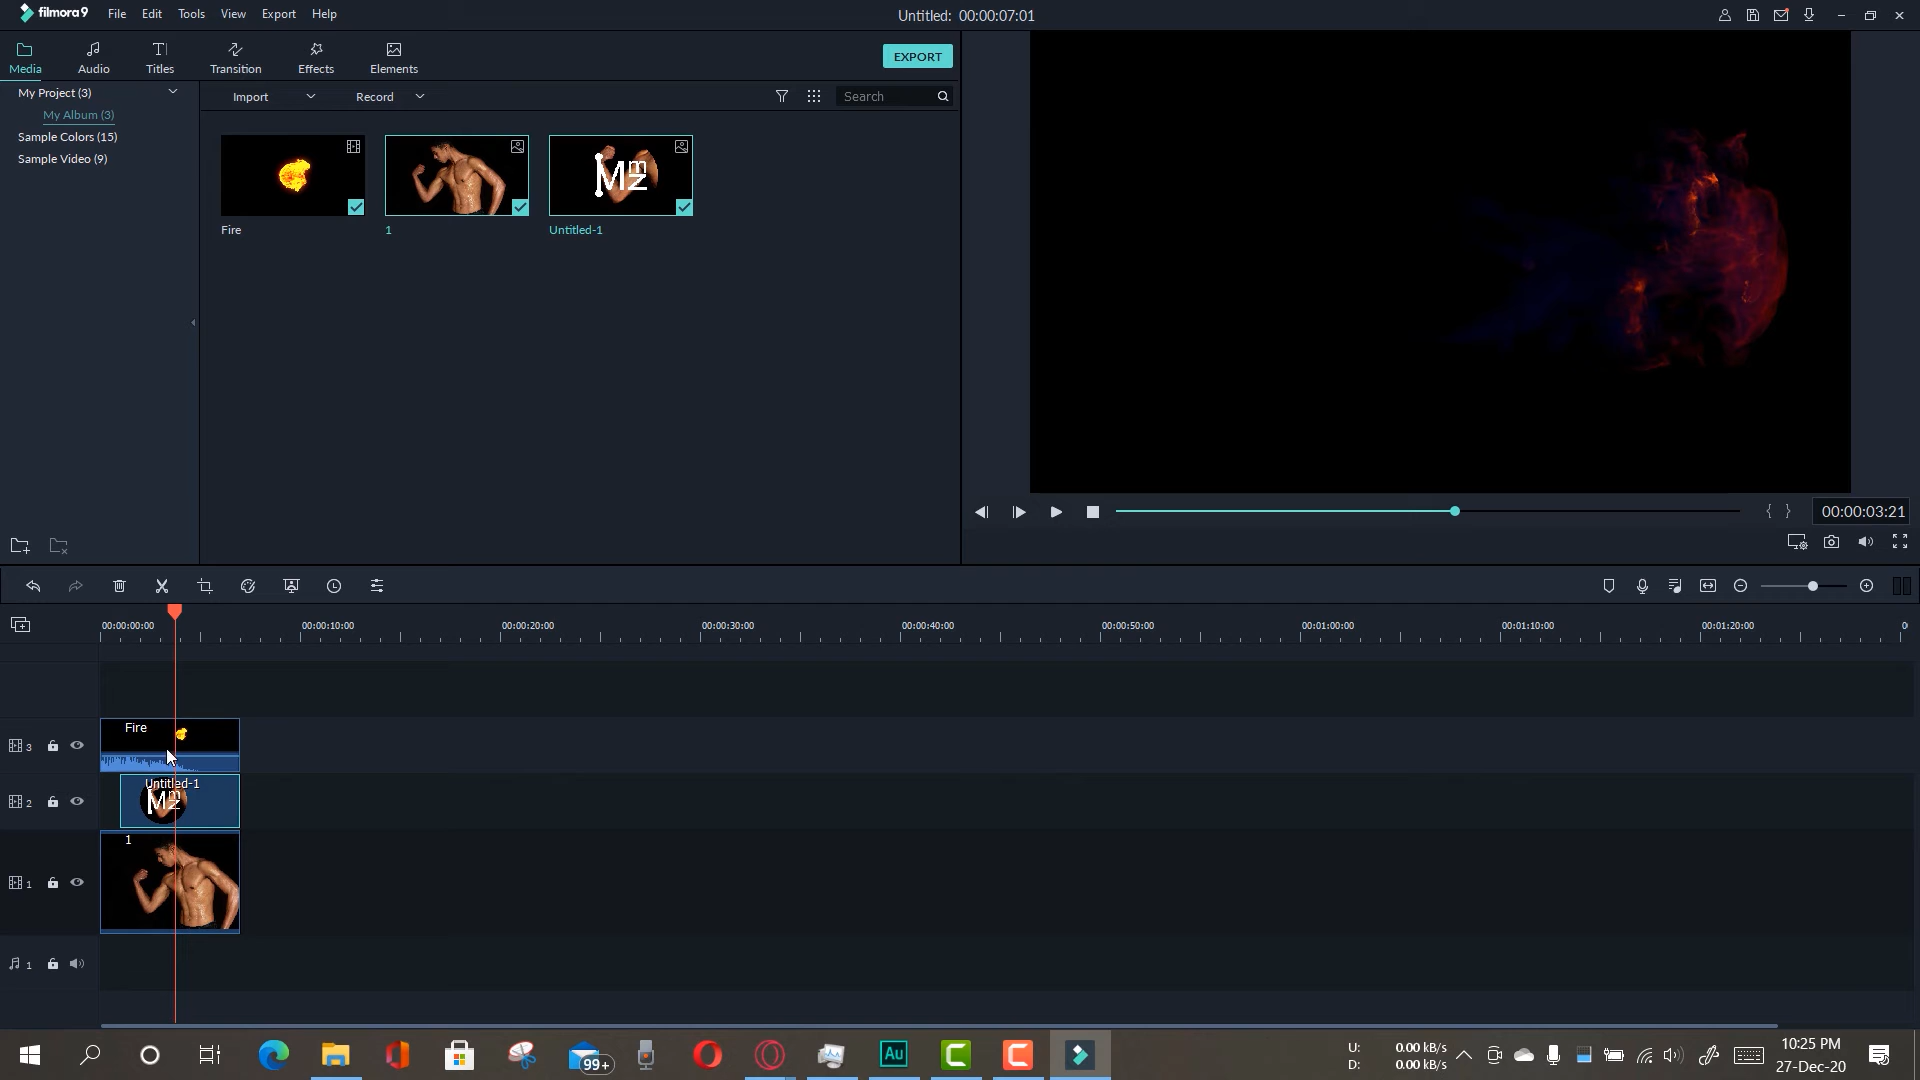 filmora9
File Edit Tools View Export Help
Untitled: 00:00:07:01
Media Audio Titles Transition Effects Elements
EXPORT
My Project (3)
My Album (3)
Sample Colors (15)
Sample Video (9)
Import Record Search
Fire 1 Untitled-1
Mz
m
{ } 00:00:03:21
00:00:00:00 00:00:10:00 00:00:20:00 00:00:30:00 00:00:40:00 00:00:50:00 00:01:00:00 00:01:10:00 00:01:20:00
3 Fire
2 Untitled-1
Mz
m
1 1
1
99+
Au
U: 0.00 kB/s
D: 0.00 kB/s
10:25 PM
27-Dec-20